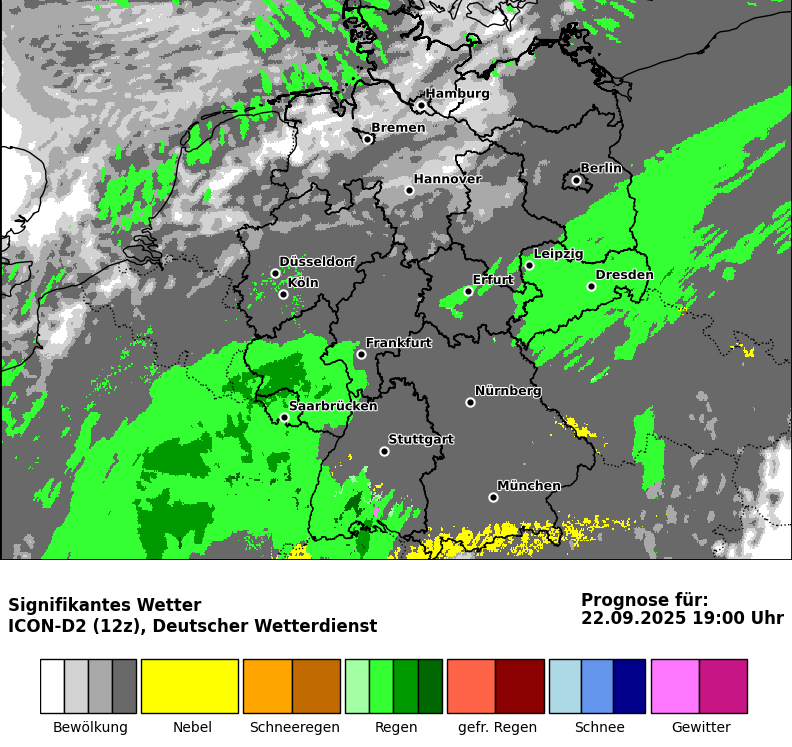 Hamburg
Bremen
Berlin
Hannover
Leipzig
Düsseldorf
Dresden
Köln
Erfurt
Frankfurt
Nürnberg
Saarbrücken
Stuttgart
München
Signifikantes Wetter
ICON-D2 (12z), Deutscher Wetterdienst
Prognose für:
22.09.2025 19:00 Uhr
Bewölkung Nebel Schneeregen Regen gefr. Regen Schnee Gewitter